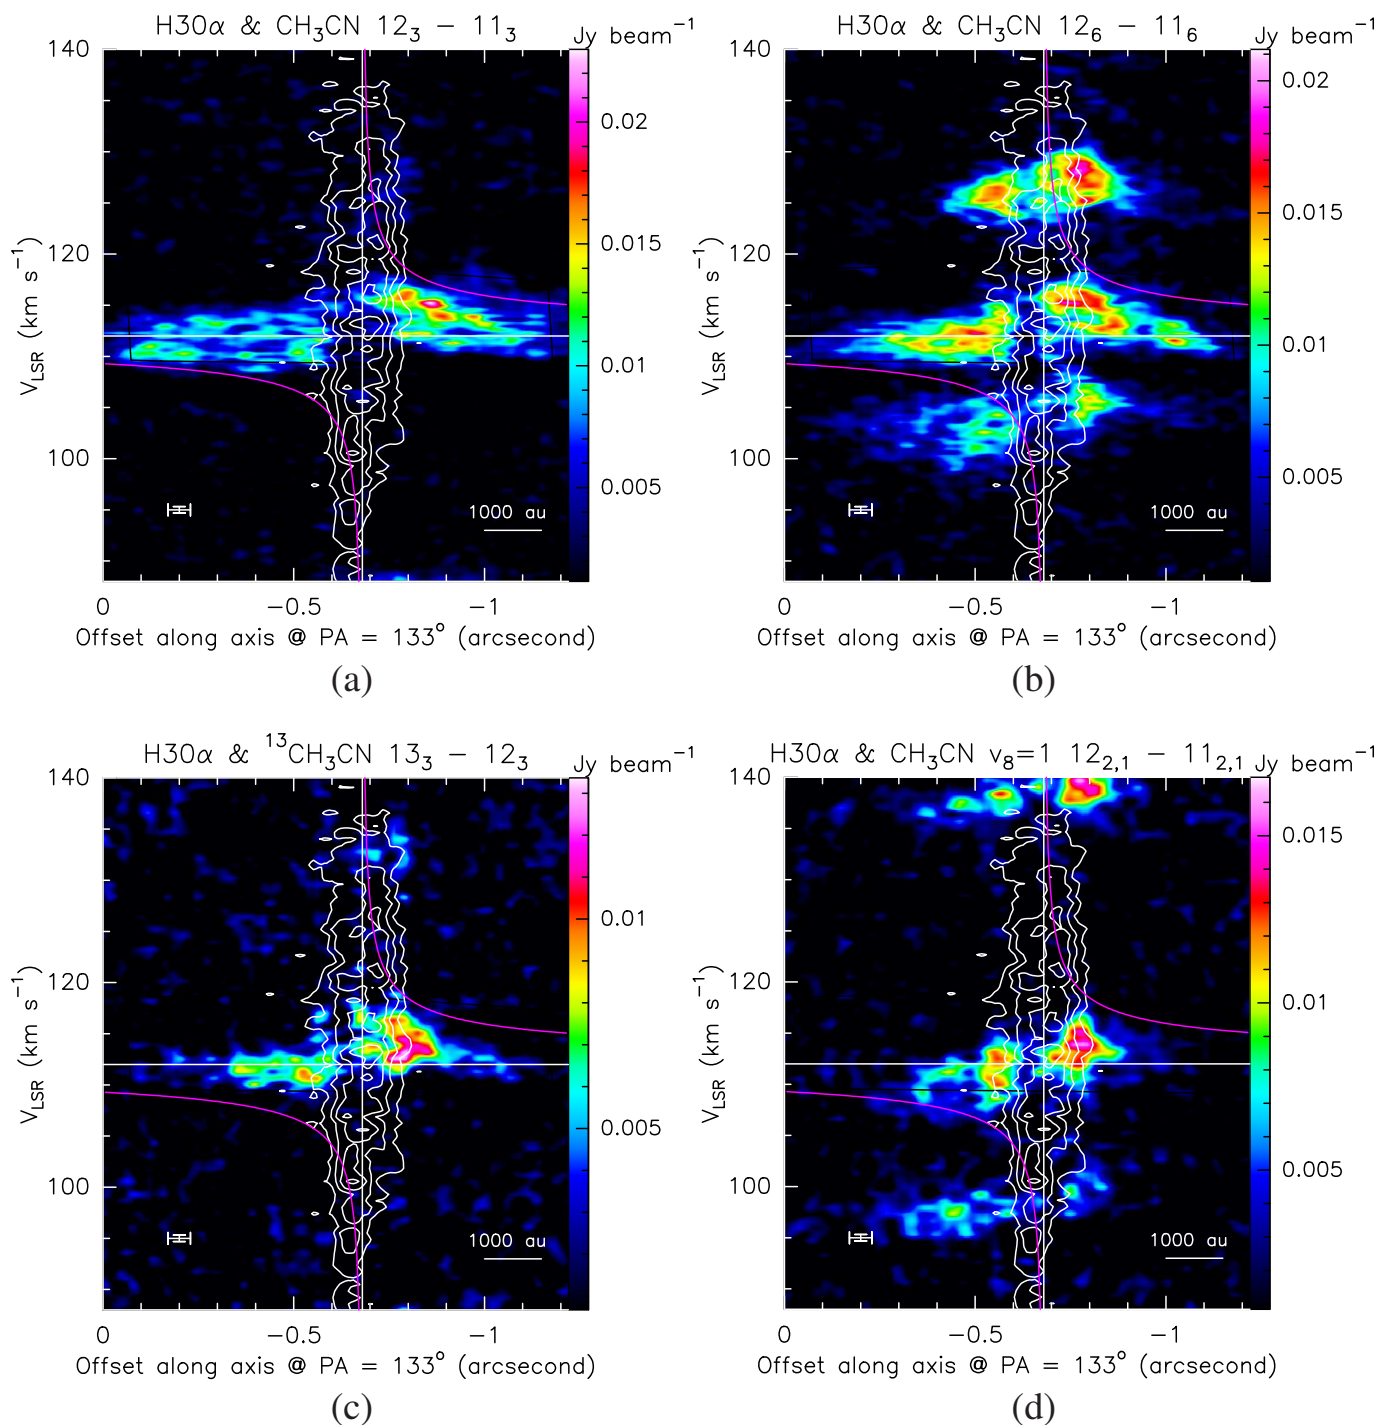 H30α & CH₃CN 12₃ − 11₃
Jy beam⁻¹
140
120
100
V_LSR (km s⁻¹)
0.02
0.015
0.01
0.005
1000 au
0
−0.5
−1
Offset along axis @ PA = 133° (arcsecond)
(a)
H30α & CH₃CN 12₆ − 11₆
Jy beam⁻¹
140
120
100
V_LSR (km s⁻¹)
0.02
0.015
0.01
0.005
1000 au
0
−0.5
−1
Offset along axis @ PA = 133° (arcsecond)
(b)
H30α & ¹³CH₃CN 13₃ − 12₃
Jy beam⁻¹
140
120
100
V_LSR (km s⁻¹)
0.01
0.005
1000 au
0
−0.5
−1
Offset along axis @ PA = 133° (arcsecond)
(c)
H30α & CH₃CN v₈=1 12₂,₁ − 11₂,₁
Jy beam⁻¹
140
120
100
V_LSR (km s⁻¹)
0.015
0.01
0.005
1000 au
0
−0.5
−1
Offset along axis @ PA = 133° (arcsecond)
(d)